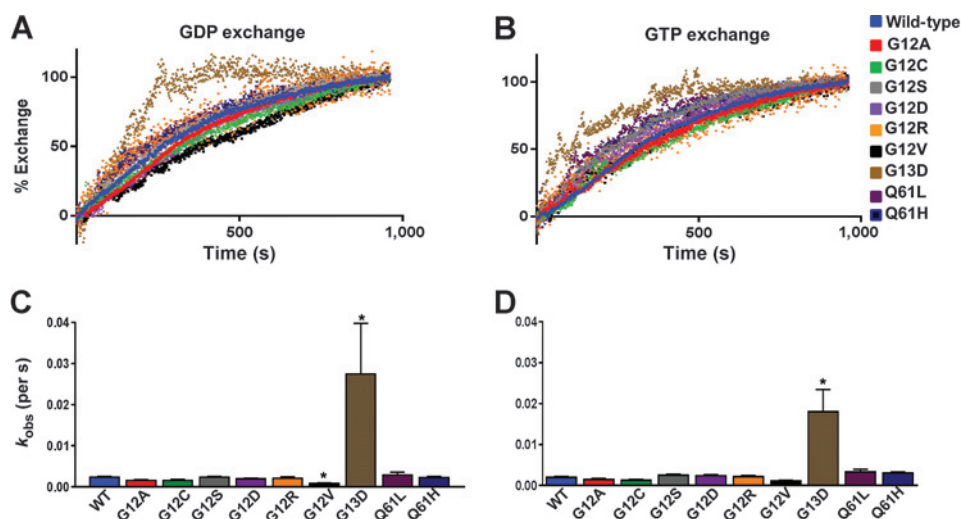 A
GDP exchange
% Exchange
100
50
0
500
1,000
Time (s)
B
GTP exchange
100
50
0
500
1,000
Time (s)
Wild-type
G12A
G12C
G12S
G12D
G12R
G12V
G13D
Q61L
Q61H
C
kobs (per s)
0.04
0.03
0.02
0.01
0.00
*
*
WT
G12A
G12C
G12S
G12D
G12R
G12V
G13D
Q61L
Q61H
D
0.04
0.03
0.02
0.01
0.00
*
WT
G12A
G12C
G12S
G12D
G12R
G12V
G13D
Q61L
Q61H